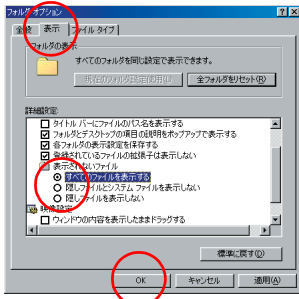 フォルダ オプション
全般 表示 ファイル タイプ
フォルダの表示
すべてのフォルダを同じ設定で表示できます。
現在のフォルダ設定を使用(L) 全フォルダをリセット(R)
詳細設定:
タイトル バーにファイルのパス名を表示する
フォルダとデスクトップの項目の説明をポップアップで表示する
各フォルダの表示設定を保存する
登録されているファイルの拡張子は表示しない
表示されないファイル
すべてのファイルを表示する
隠しファイルとシステム ファイルを表示しない
隠しファイルを表示しない
視覚設定
ウィンドウの内容を表示したままドラッグする
標準に戻す(D)
OK キャンセル 適用(A)